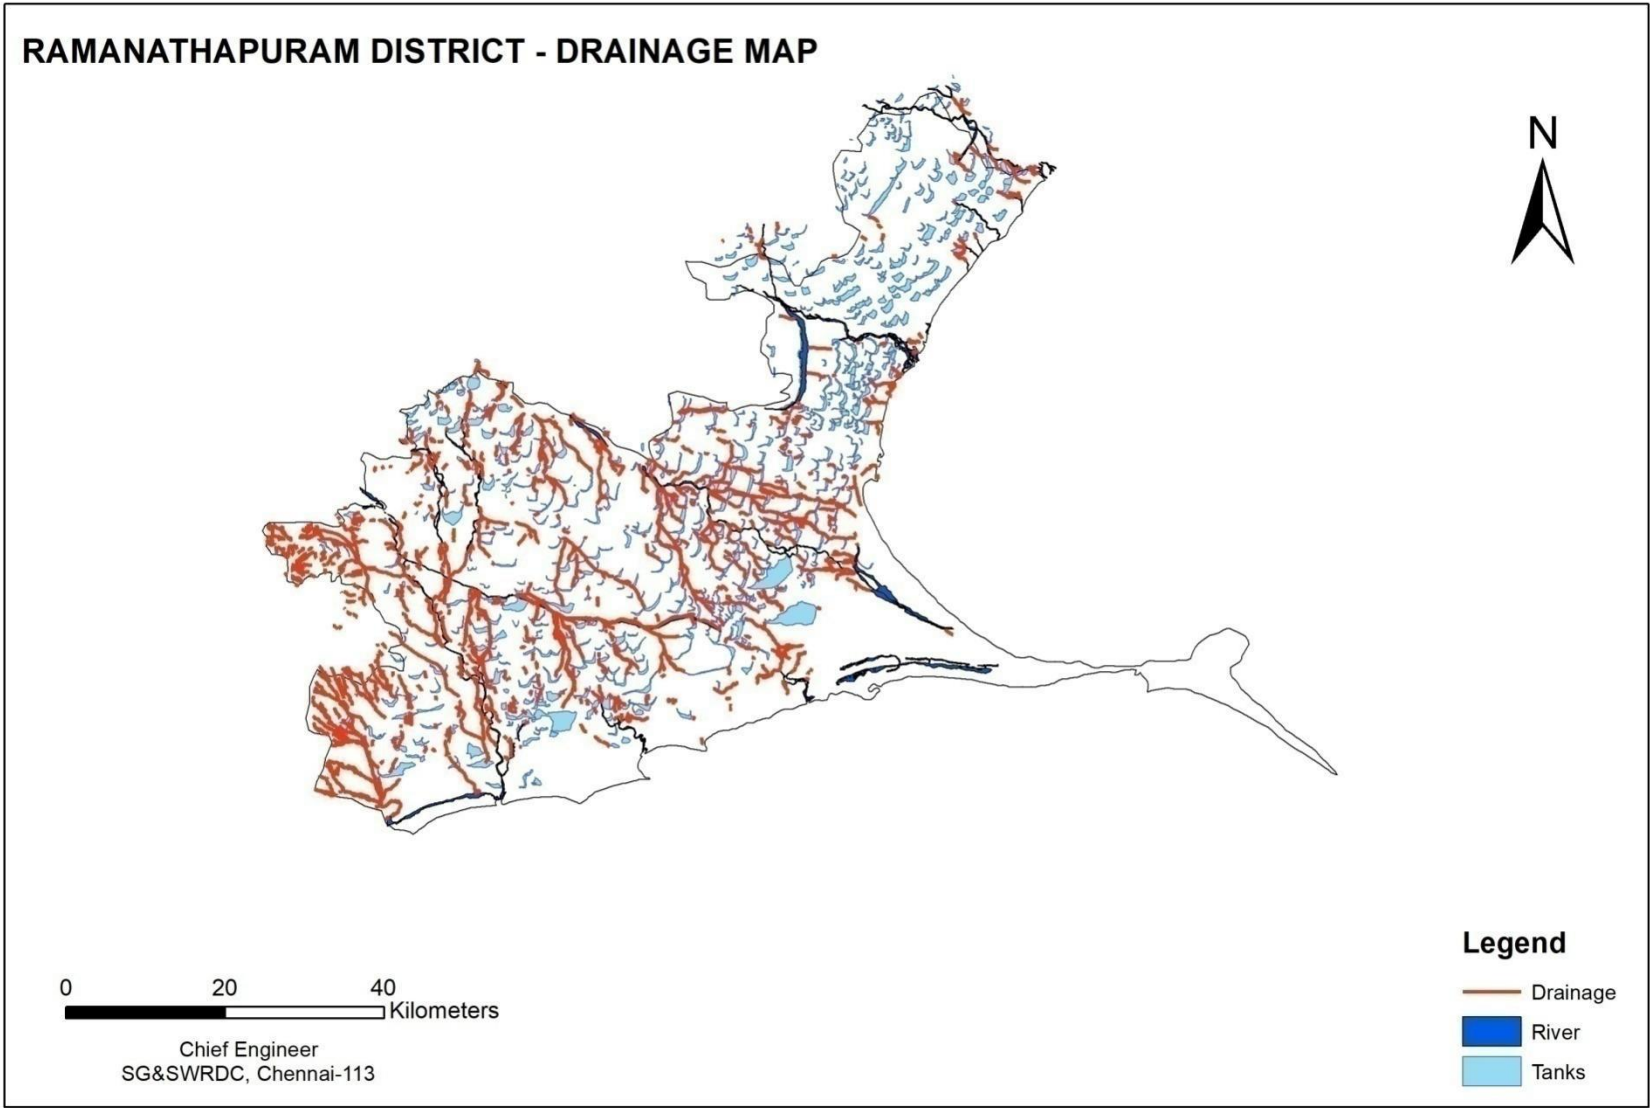 RAMANATHAPURAM DISTRICT - DRAINAGE MAP
N
0 20 40
Kilometers
Chief Engineer
SG&SWRDC, Chennai-113
Legend
Drainage
River
Tanks